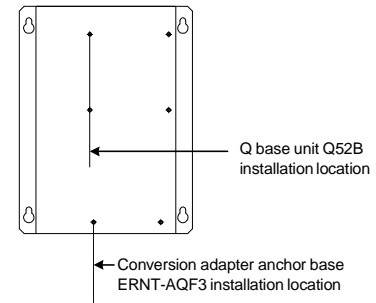 Q base unit Q52B
installation location
Conversion adapter anchor base
ERNT-AQF3 installation location